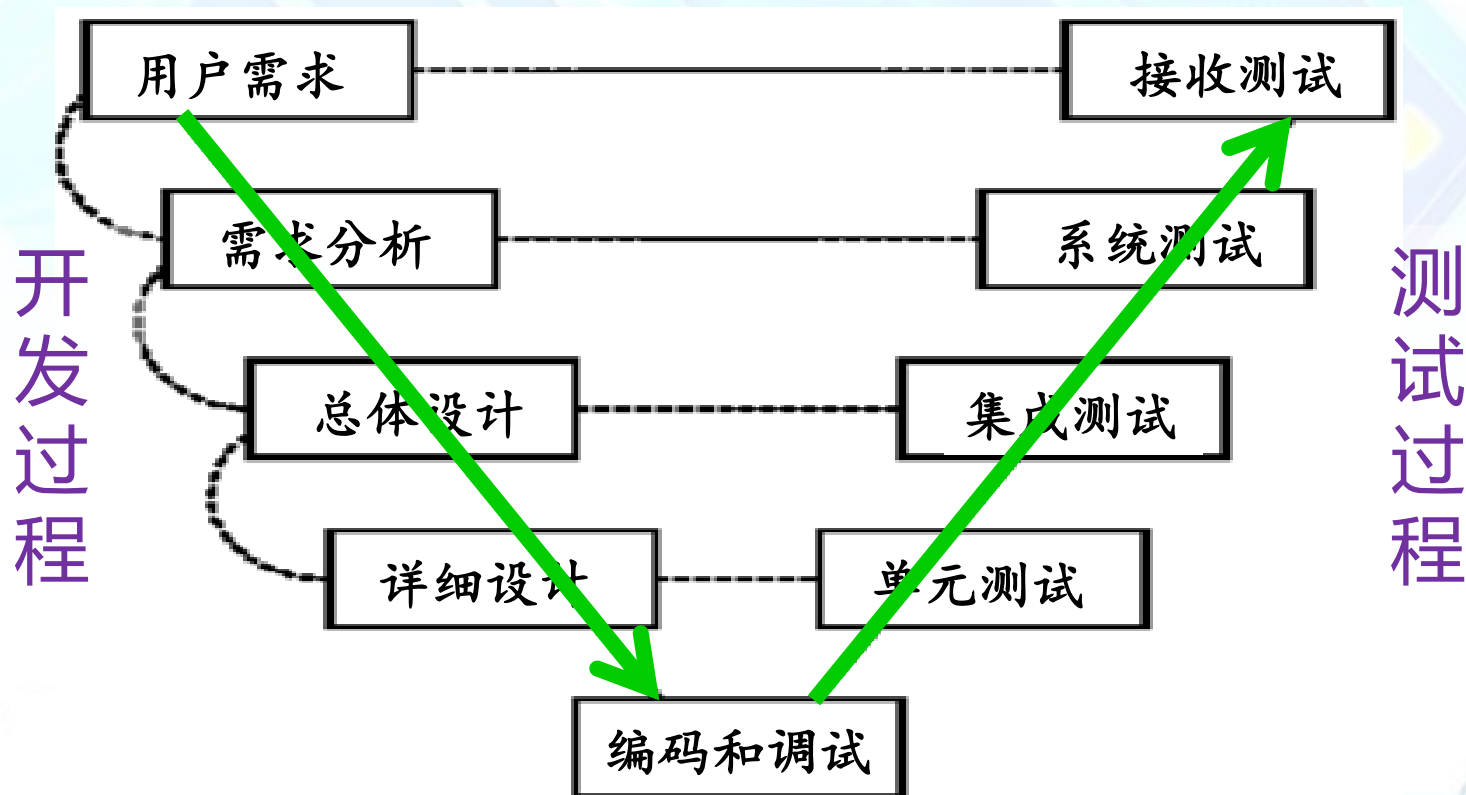 用户需求
接收测试
需求分析
系统测试
总体设计
集成测试
详细设计
单元测试
编码和调试
开发过程
测试过程